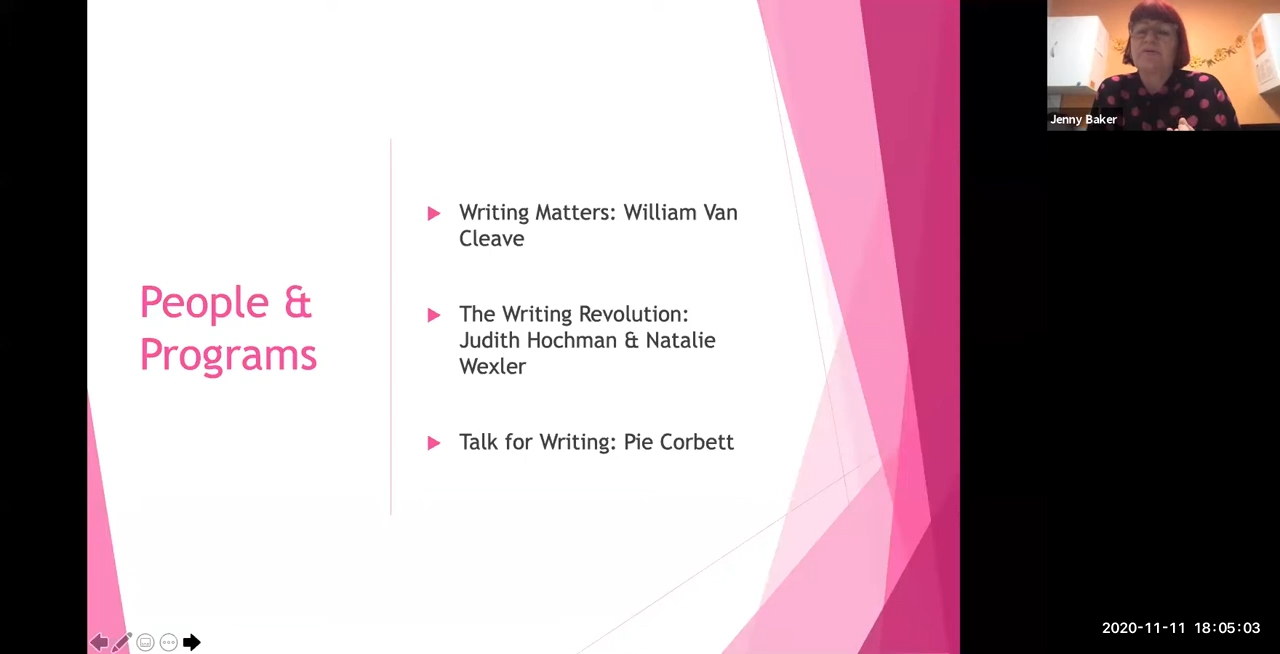 People &
Programs
Writing Matters: William Van
Cleave
The Writing Revolution:
Judith Hochman & Natalie
Wexler
Talk for Writing: Pie Corbett
Jenny Baker
2020-11-11 18:05:03